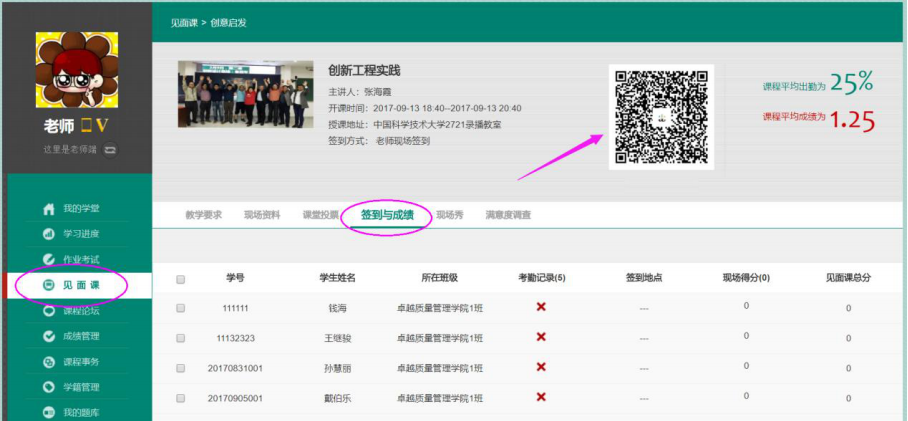 见面课 > 创意启发
老师 V
这里是老师端
我的学堂
学习进度
作业考试
见 面 课
课程论坛
成绩管理
课程事务
学籍管理
我的题库
创新工程实践
主讲人：张海霞
开课时间：2017-09-13 18:40--2017-09-13 20:40
授课地址：中国科学技术大学2721录播教室
签到方式： 老师现场签到
课程平均出勤为 25%
课程平均成绩为 1.25
教学要求 现场资料 课堂投票 签到与成绩 现场秀 满意度调查
学号 学生姓名 所在班级 考勤记录(5) 签到地点 现场得分(0) 见面课总分
111111 钱海 卓越质量管理学院1班 --- 0 0
11132323 王继骏 卓越质量管理学院1班 --- 0 0
20170831001 孙慧丽 卓越质量管理学院1班 --- 0 0
20170905001 戴伯乐 卓越质量管理学院1班 --- 0 0